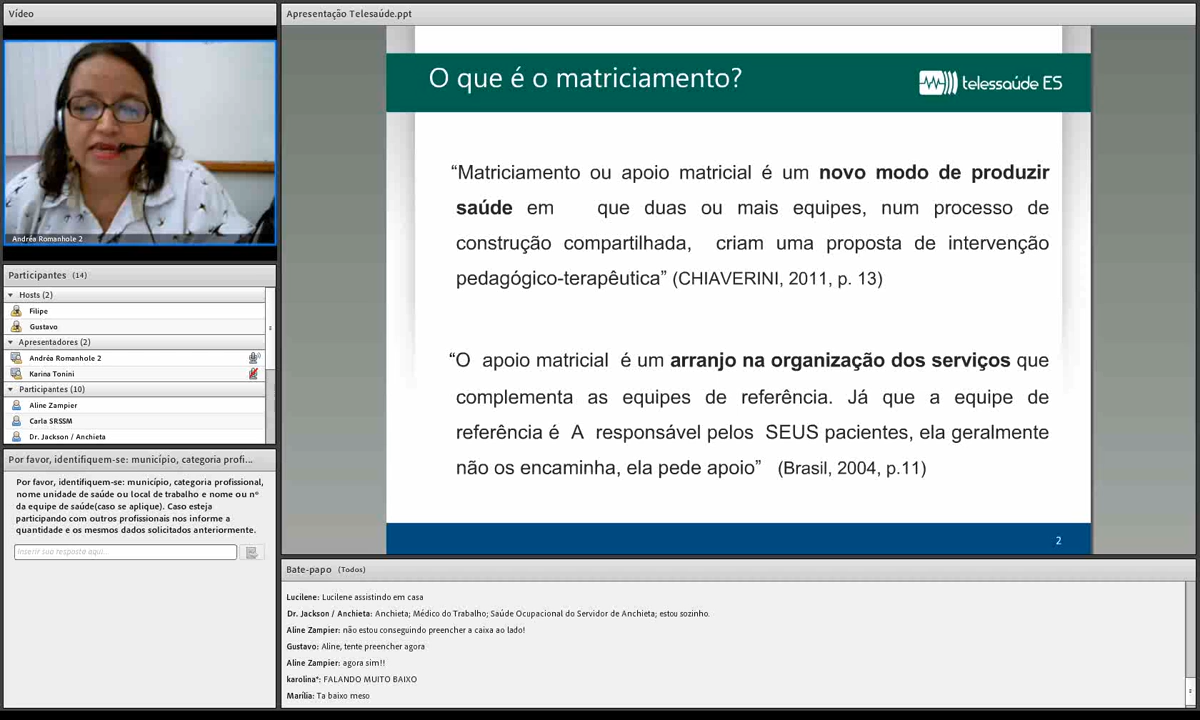 Vídeo
Andréa Romanhole 2
Participantes (14)
Hosts (2)
Filipe
Gustavo
Apresentadores (2)
Andréa Romanhole 2
Karina Tonini
Participantes (10)
Aline Zampier
Carla SRSSM
Dr. Jackson / Anchieta
Por favor, identifiquem-se: município, categoria profi...
Por favor, identifiquem-se: município, categoria profissional,
nome unidade de saúde ou local de trabalho e nome ou nº
da equipe de saúde(caso se aplique). Caso esteja
participando com outros profissionais nos informe a
quantidade e os mesmos dados solicitados anteriormente.
Inserir sua resposta aqui...
Apresentação Telesaúde.ppt
O que é o matriciamento?
telessaúde ES
“Matriciamento ou apoio matricial é um novo modo de produzir
saúde em que duas ou mais equipes, num processo de
construção compartilhada, criam uma proposta de intervenção
pedagógico-terapêutica” (CHIAVERINI, 2011, p. 13)
“O apoio matricial é um arranjo na organização dos serviços que
complementa as equipes de referência. Já que a equipe de
referência é A responsável pelos SEUS pacientes, ela geralmente
não os encaminha, ela pede apoio” (Brasil, 2004, p.11)
2
Bate-papo (Todos)
Lucilene: Lucilene assistindo em casa
Dr. Jackson / Anchieta: Anchieta; Médico do Trabalho; Saúde Ocupacional do Servidor de Anchieta; estou sozinho.
Aline Zampier: não estou conseguindo preencher a caixa ao lado!
Gustavo: Aline, tente preencher agora
Aline Zampier: agora sim!!
karolina*: FALANDO MUITO BAIXO
Marília: Ta baixo meso